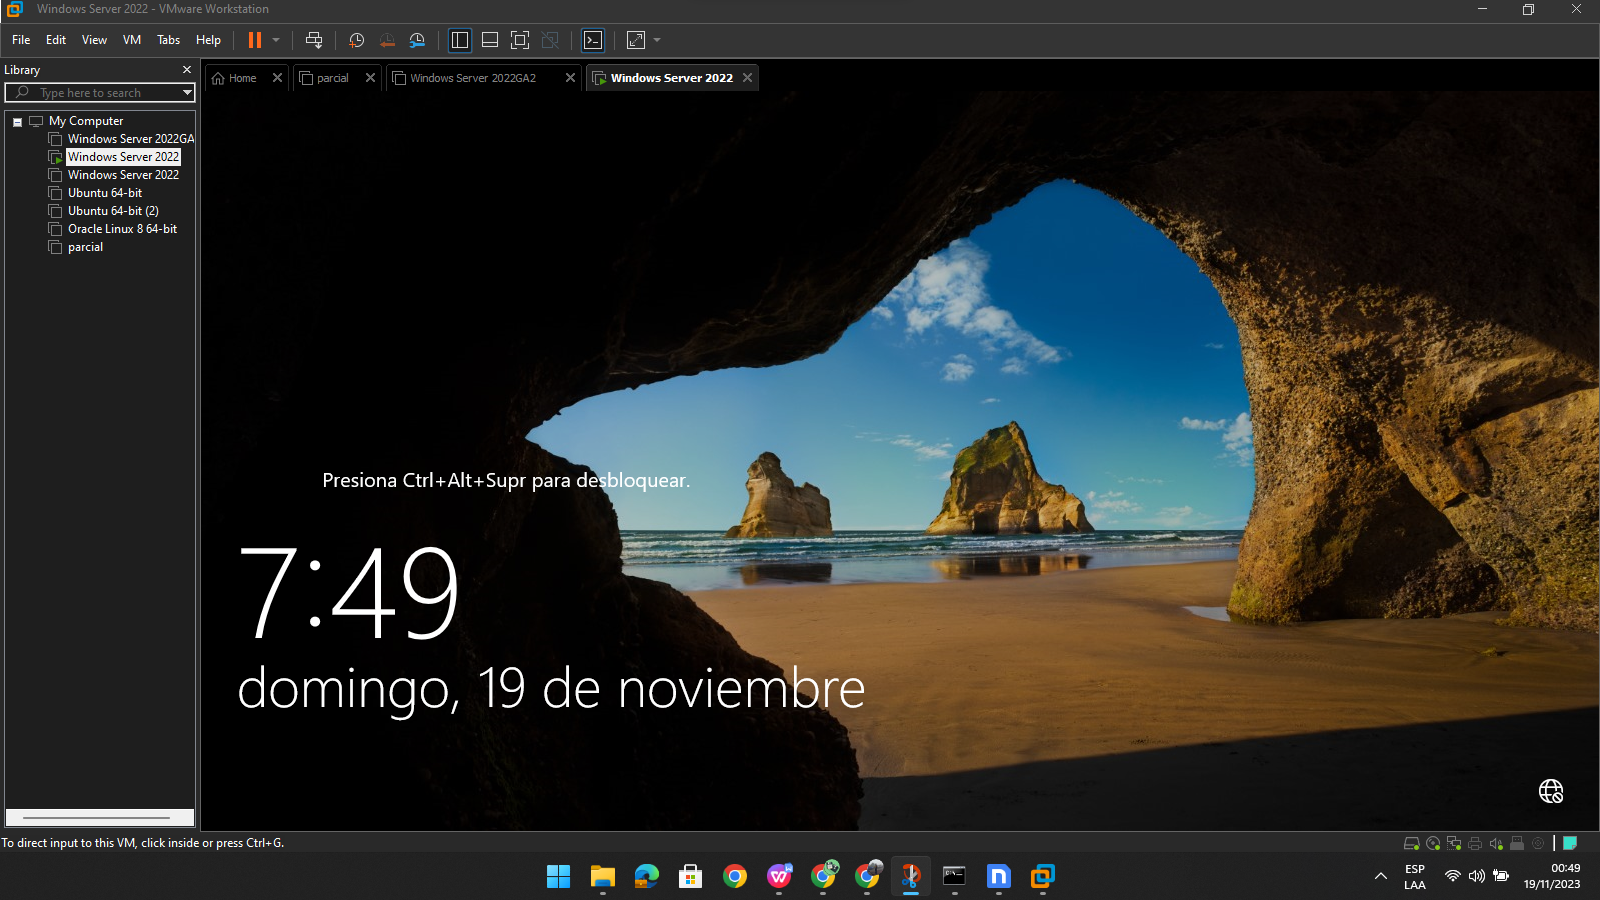 Windows Server 2022 - VMware Workstation
File Edit View VM Tabs Help
Library
Type here to search
My Computer
Windows Server 2022GA
Windows Server 2022
Windows Server 2022
Ubuntu 64-bit
Ubuntu 64-bit (2)
Oracle Linux 8 64-bit
parcial
Home parcial Windows Server 2022GA2 Windows Server 2022
Presiona Ctrl+Alt+Supr para desbloquear.
7:49
domingo, 19 de noviembre
To direct input to this VM, click inside or press Ctrl+G.
ESP
LAA
00:49
19/11/2023